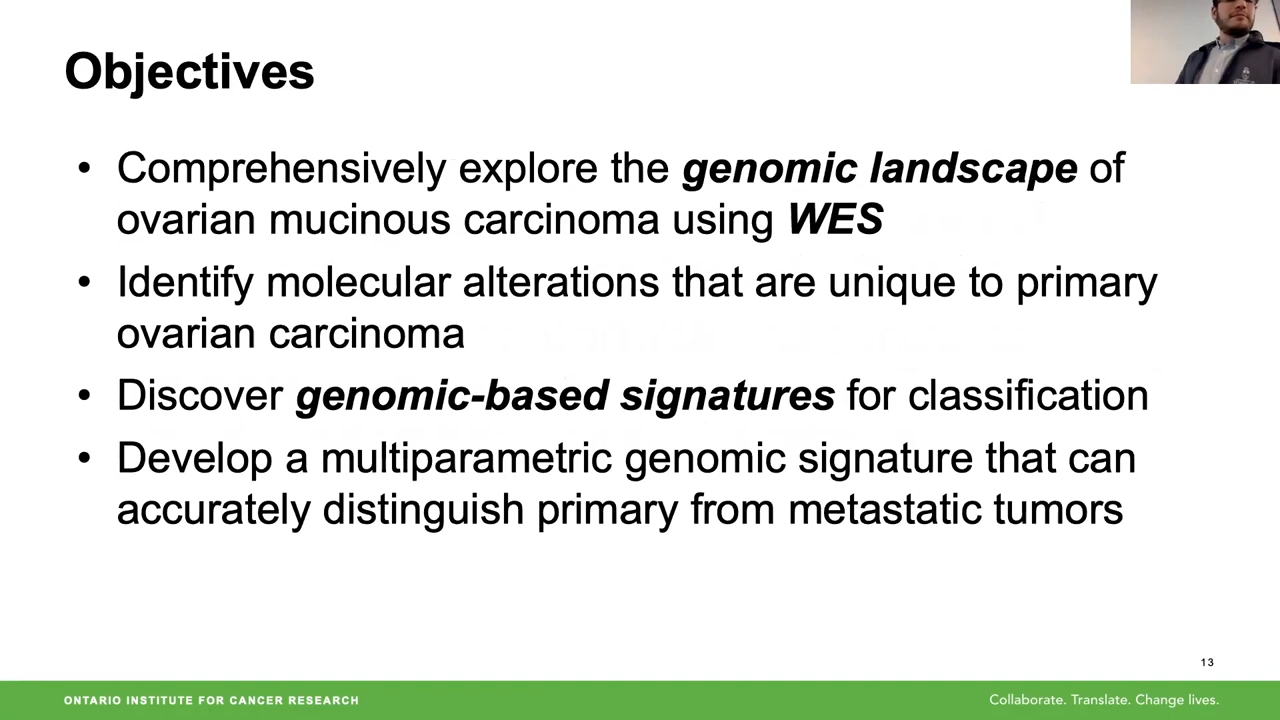 Objectives
• Comprehensively explore the genomic landscape of
ovarian mucinous carcinoma using WES
• Identify molecular alterations that are unique to primary
ovarian carcinoma
• Discover genomic-based signatures for classification
• Develop a multiparametric genomic signature that can
accurately distinguish primary from metastatic tumors
13
ONTARIO INSTITUTE FOR CANCER RESEARCH
Collaborate. Translate. Change lives.